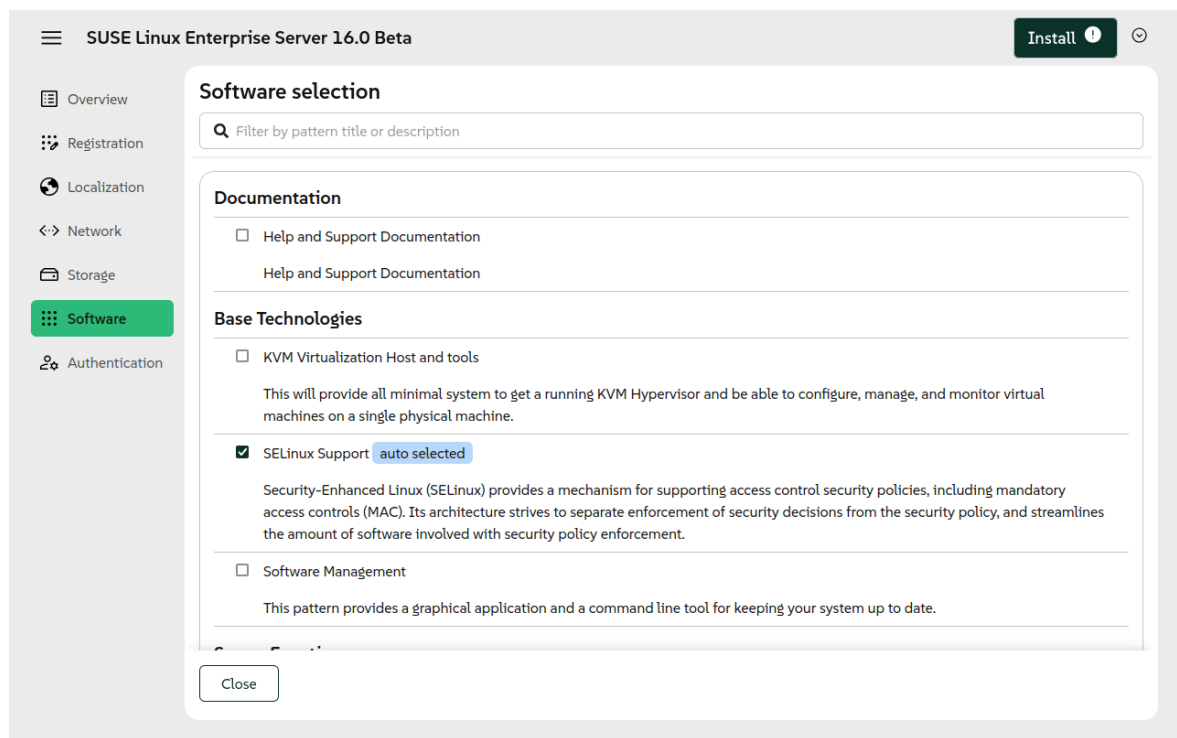 SUSE Linux Enterprise Server 16.0 Beta
Install
Overview
Registration
Localization
Network
Storage
Software
Authentication
Software selection
Filter by pattern title or description
Documentation
Help and Support Documentation
Help and Support Documentation
Base Technologies
KVM Virtualization Host and tools
This will provide all minimal system to get a running KVM Hypervisor and be able to configure, manage, and monitor virtual
machines on a single physical machine.
SELinux Support auto selected
Security-Enhanced Linux (SELinux) provides a mechanism for supporting access control security policies, including mandatory
access controls (MAC). Its architecture strives to separate enforcement of security decisions from the security policy, and streamlines
the amount of software involved with security policy enforcement.
Software Management
This pattern provides a graphical application and a command line tool for keeping your system up to date.
Close